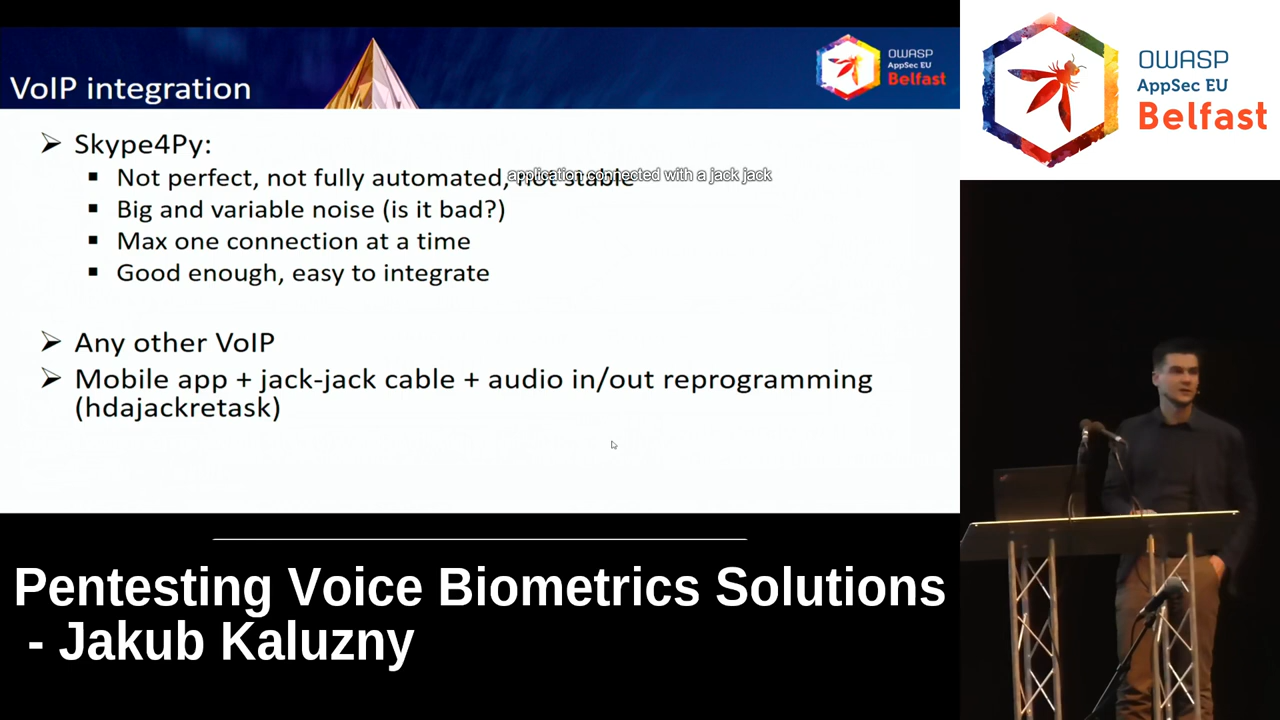 VoIP integration
OWASP
AppSec EU
Belfast
Skype4Py:
Not perfect, not fully automated, not stable
application connected with a jack jack
Big and variable noise (is it bad?)
Max one connection at a time
Good enough, easy to integrate
Any other VoIP
Mobile app + jack-jack cable + audio in/out reprogramming
(hdajackretask)
Pentesting Voice Biometrics Solutions
- Jakub Kaluzny
OWASP
AppSec EU
Belfast